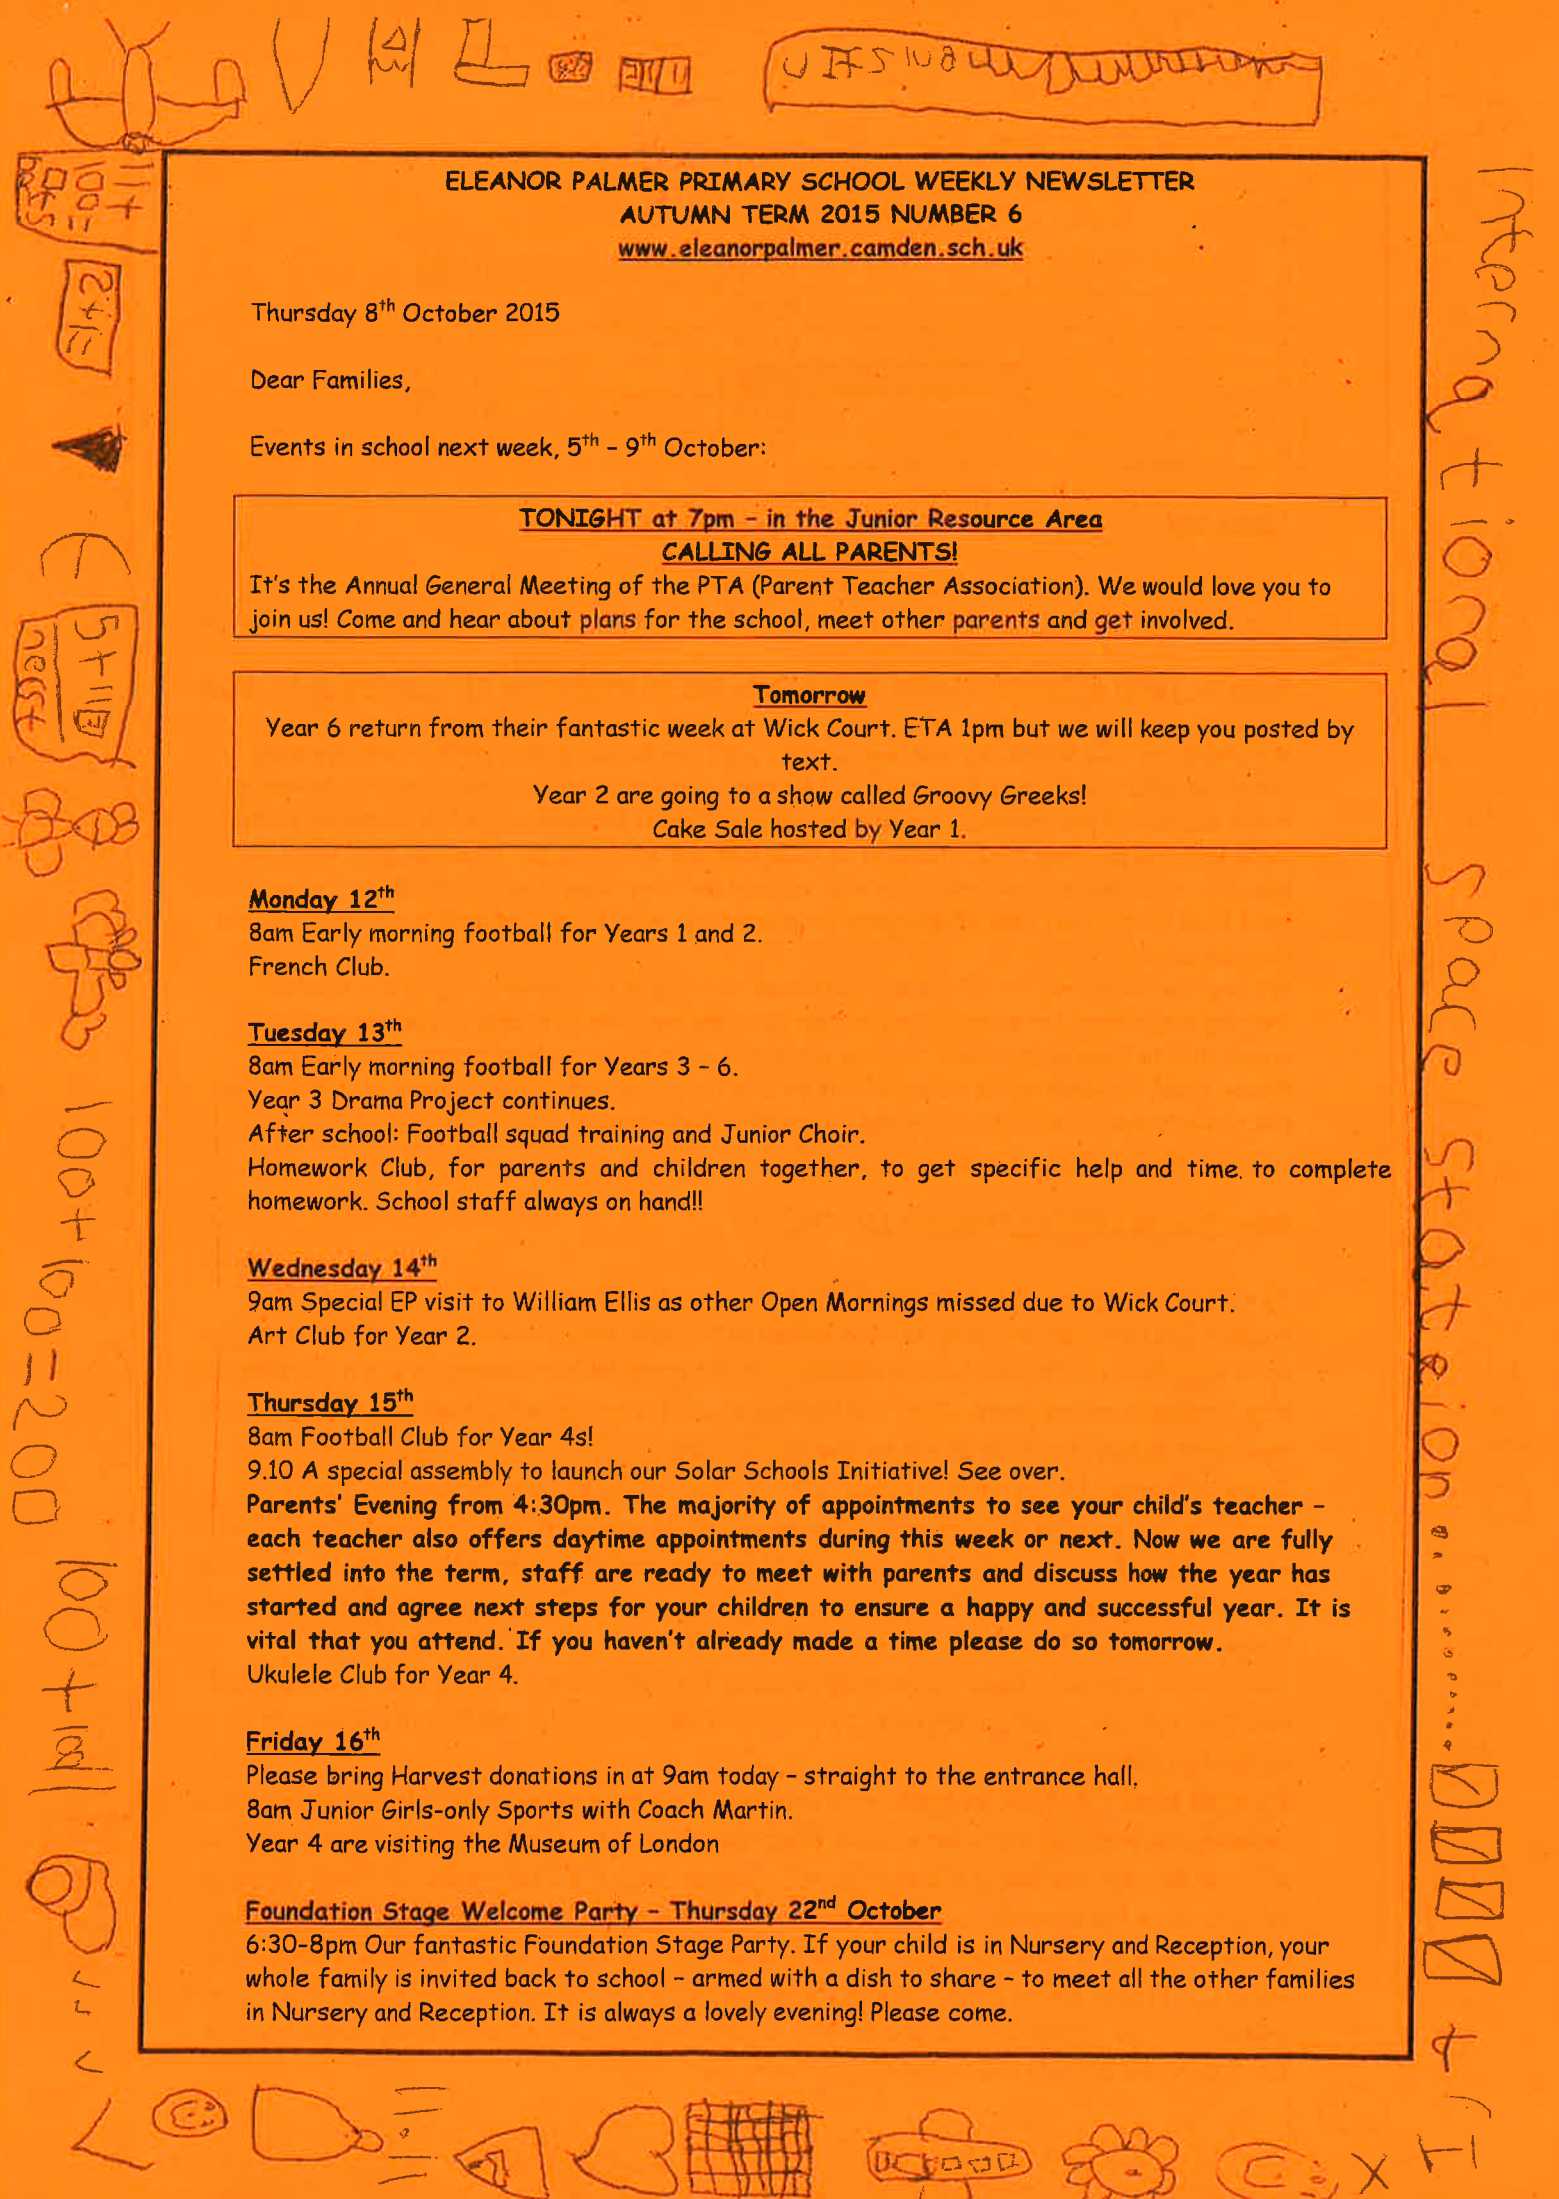 ELEANOR PALMER PRIMARY SCHOOL WEEKLY NEWSLETTER
AUTUMN TERM 2015 NUMBER 6
www.eleanorpalmer.camden.sch.uk
Thursday 8th October 2015
Dear Families,
Events in school next week, 5th – 9th October:
TONIGHT at 7pm – in the Junior Resource Area
CALLING ALL PARENTS!
It's the Annual General Meeting of the PTA (Parent Teacher Association). We would love you to
join us! Come and hear about plans for the school, meet other parents and get involved.
Tomorrow
Year 6 return from their fantastic week at Wick Court. ETA 1pm but we will keep you posted by
text.
Year 2 are going to a show called Groovy Greeks!
Cake Sale hosted by Year 1.
Monday 12th
8am Early morning football for Years 1 and 2.
French Club.
Tuesday 13th
8am Early morning football for Years 3 – 6.
Year 3 Drama Project continues.
After school: Football squad training and Junior Choir.
Homework Club, for parents and children together, to get specific help and time to complete
homework. School staff always on hand!!
Wednesday 14th
9am Special EP visit to William Ellis as other Open Mornings missed due to Wick Court.
Art Club for Year 2.
Thursday 15th
8am Football Club for Year 4s!
9.10 A special assembly to launch our Solar Schools Initiative! See over.
Parents' Evening from 4:30pm. The majority of appointments to see your child's teacher –
each teacher also offers daytime appointments during this week or next. Now we are fully
settled into the term, staff are ready to meet with parents and discuss how the year has
started and agree next steps for your children to ensure a happy and successful year. It is
vital that you attend. If you haven't already made a time please do so tomorrow.
Ukulele Club for Year 4.
Friday 16th
Please bring Harvest donations in at 9am today – straight to the entrance hall.
8am Junior Girls-only Sports with Coach Martin.
Year 4 are visiting the Museum of London
Foundation Stage Welcome Party – Thursday 22nd October
6:30-8pm Our fantastic Foundation Stage Party. If your child is in Nursery and Reception, your
whole family is invited back to school – armed with a dish to share – to meet all the other families
in Nursery and Reception. It is always a lovely evening! Please come.
International Space Stateion
100+100=200